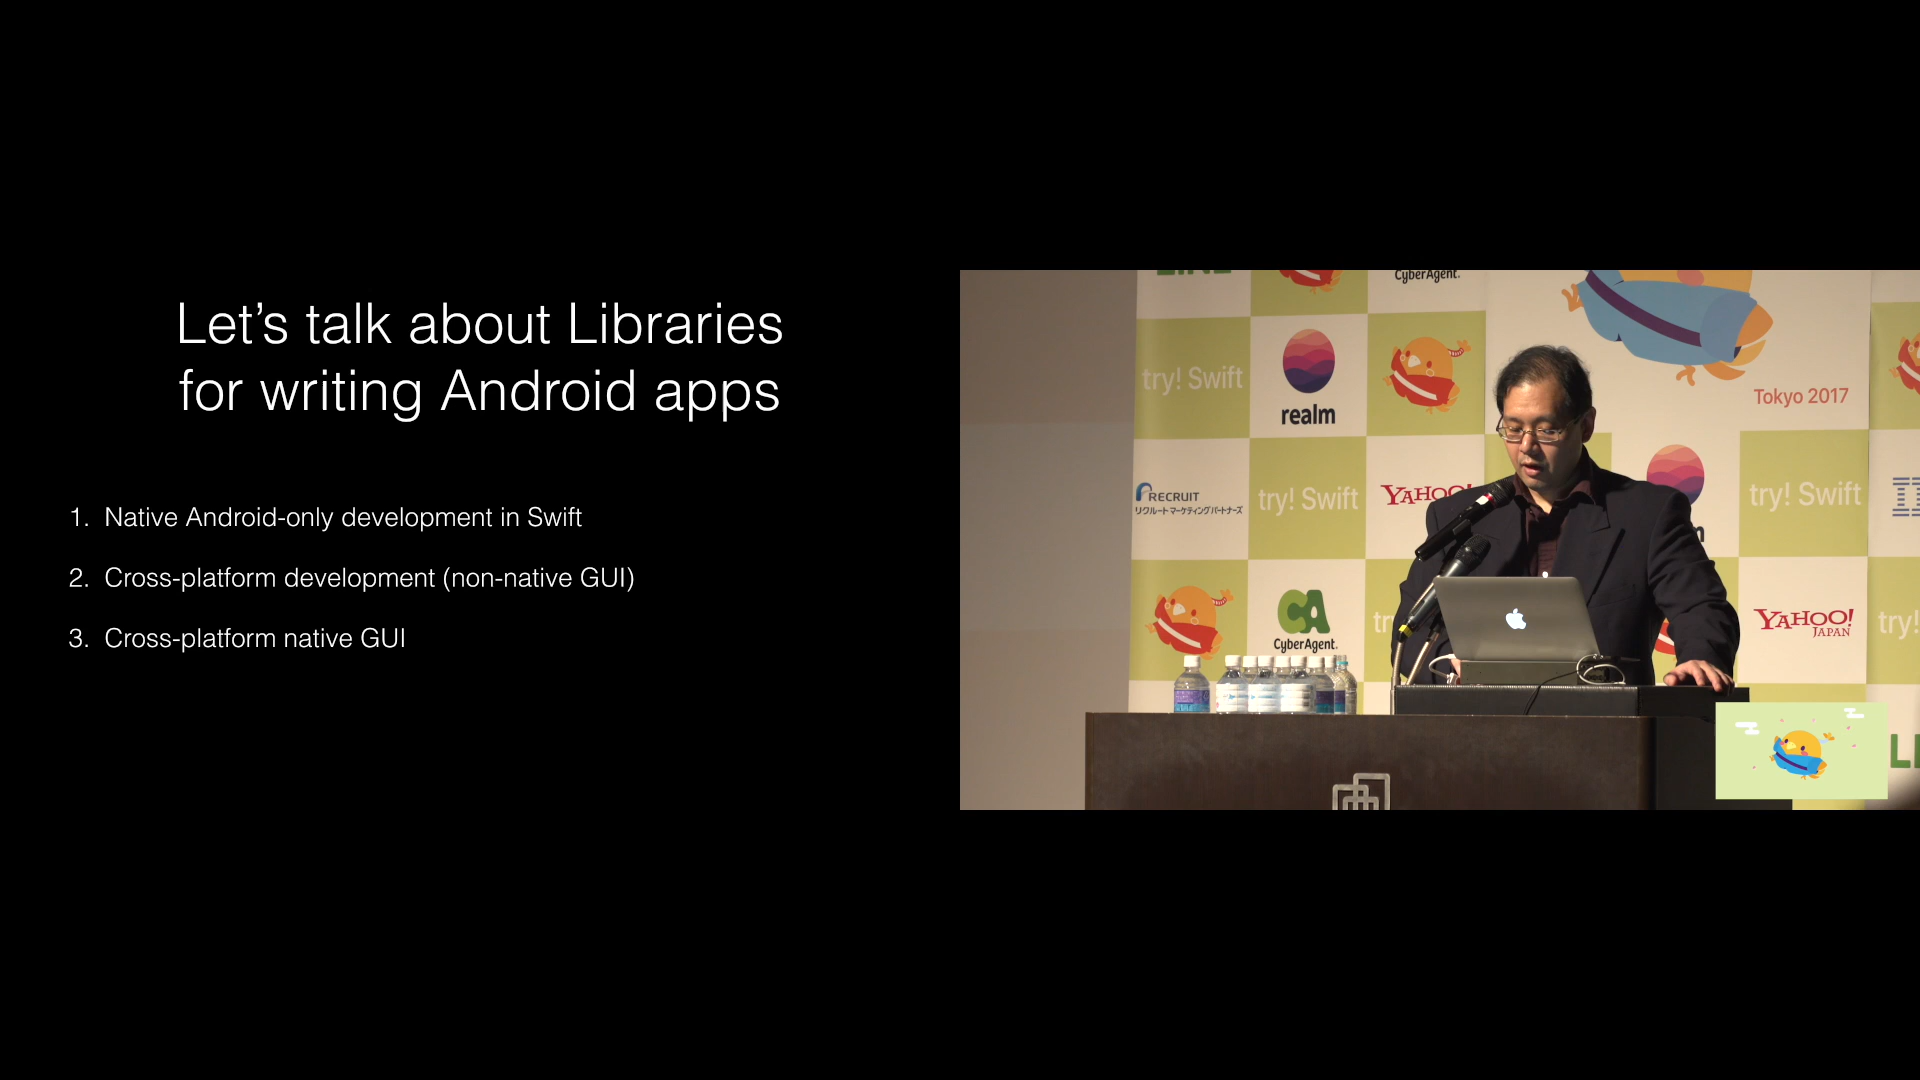 Let's talk about Libraries
for writing Android apps
1. Native Android-only development in Swift
2. Cross-platform development (non-native GUI)
3. Cross-platform native GUI
CyberAgent.
try! Swift
realm
Tokyo 2017
RECRUIT
リクルート マーケティングパートナーズ
try! Swift
YAHOO!
try! Swift
CA
CyberAgent.
YAHOO!
JAPAN
try!